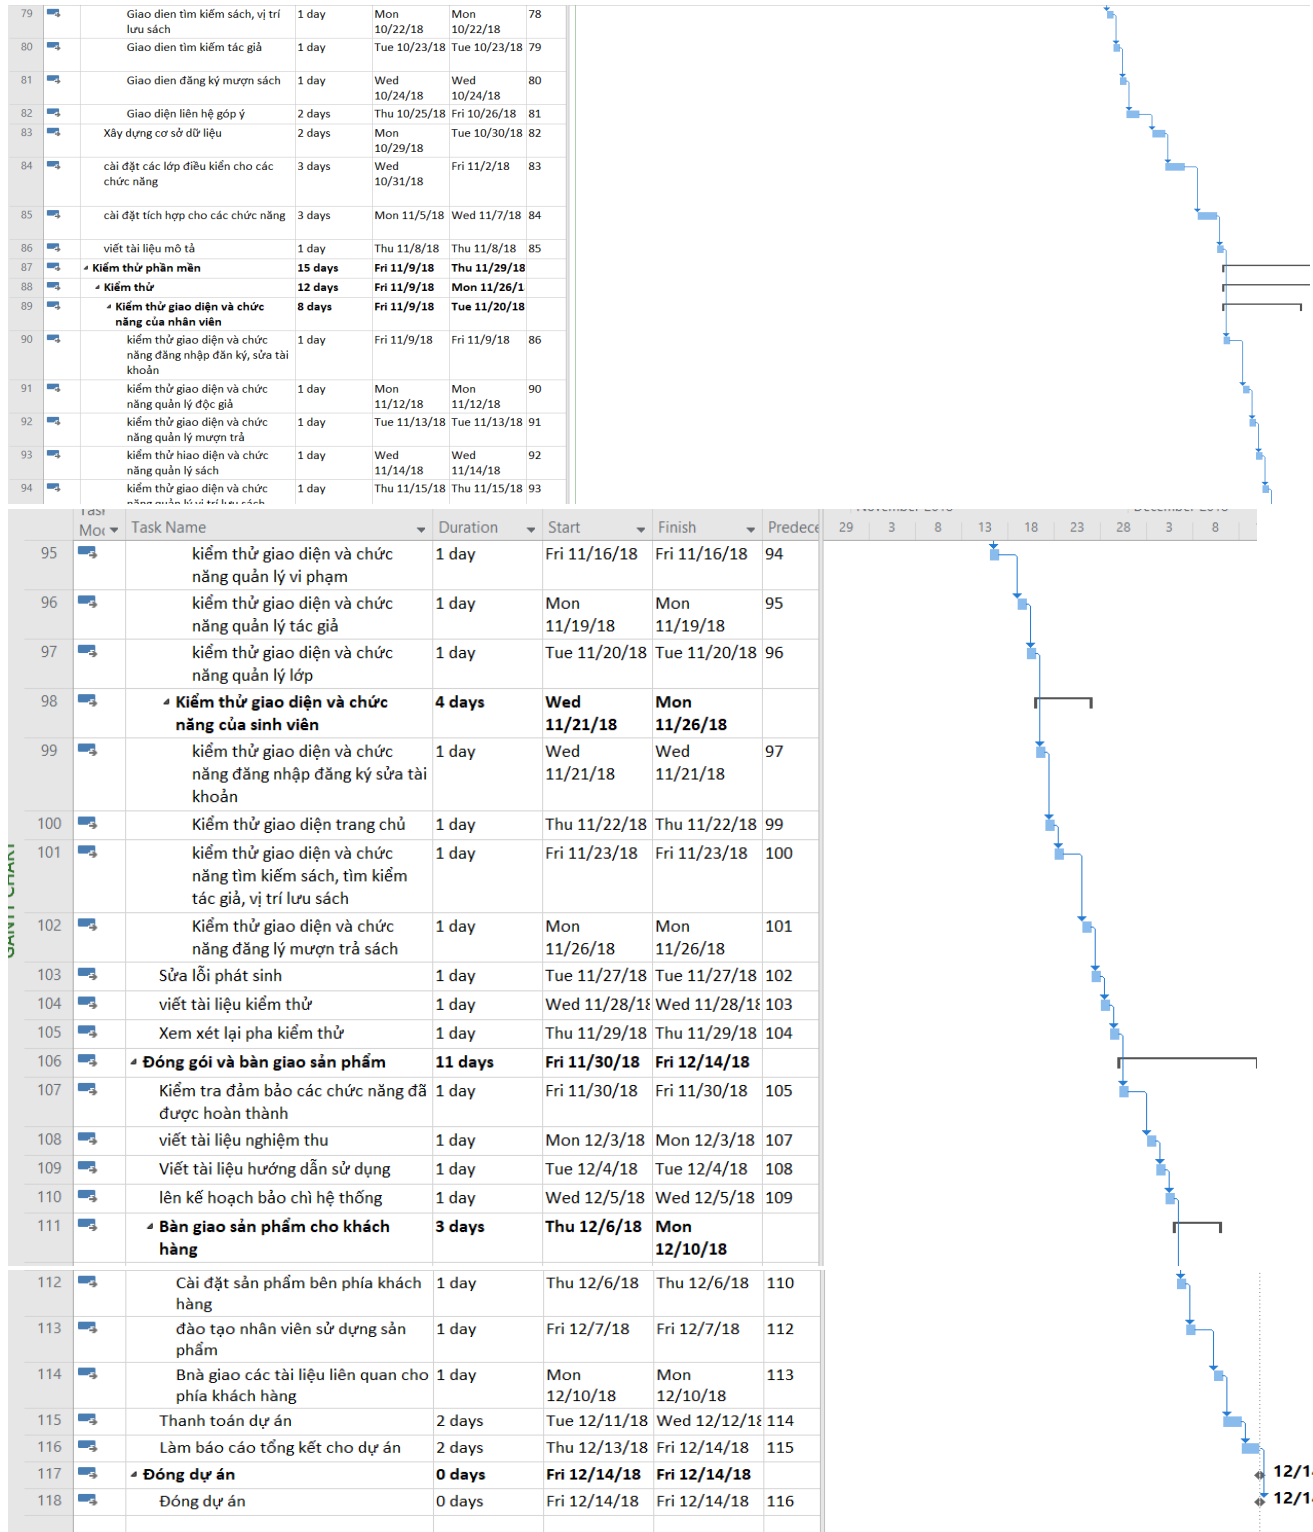 79 Giao dien tìm kiếm sách, vị trí 1 day Mon Mon 78
lưu sách 10/22/18 10/22/18
80 Giao dien tìm kiếm tác giả 1 day Tue 10/23/18 Tue 10/23/18 79
81 Giao dien đăng ký mượn sách 1 day Wed Wed 80
10/24/18 10/24/18
82 Giao diện liên hệ góp ý 2 days Thu 10/25/18 Fri 10/26/18 81
83 Xây dựng cơ sở dữ liệu 2 days Mon Tue 10/30/18 82
10/29/18
84 cài đặt các lớp điều kiển cho các 3 days Wed Fri 11/2/18 83
chức năng 10/31/18
85 cài đặt tích hợp cho các chức năng 3 days Mon 11/5/18 Wed 11/7/18 84
86 viết tài liệu mô tả 1 day Thu 11/8/18 Thu 11/8/18 85
87 Kiểm thử phần mền 15 days Fri 11/9/18 Thu 11/29/18
88 Kiểm thử 12 days Fri 11/9/18 Mon 11/26/1
89 Kiểm thử giao diện và chức 8 days Fri 11/9/18 Tue 11/20/18
năng của nhân viên
90 kiểm thử giao diện và chức 1 day Fri 11/9/18 Fri 11/9/18 86
năng đăng nhập đăn ký, sửa tài
khoản
91 kiểm thử giao diện và chức 1 day Mon Mon 90
năng quản lý độc giả 11/12/18 11/12/18
92 kiểm thử giao diện và chức 1 day Tue 11/13/18 Tue 11/13/18 91
năng quản lý mượn trả
93 kiểm thử hiao diện và chức 1 day Wed Wed 92
năng quản lý sách 11/14/18 11/14/18
94 kiểm thử giao diện và chức 1 day Thu 11/15/18 Thu 11/15/18 93
năng quản lý vị trí lưu sách
Task
Mod Task Name Duration Start Finish Predece 29 3 8 13 18 23 28 3 8
95 kiểm thử giao diện và chức 1 day Fri 11/16/18 Fri 11/16/18 94
năng quản lý vi phạm
96 kiểm thử giao diện và chức 1 day Mon Mon 95
năng quản lý tác giả 11/19/18 11/19/18
97 kiểm thử giao diện và chức 1 day Tue 11/20/18 Tue 11/20/18 96
năng quản lý lớp
98 Kiểm thử giao diện và chức 4 days Wed Mon
năng của sinh viên 11/21/18 11/26/18
99 kiểm thử giao diện và chức 1 day Wed Wed 97
năng đăng nhập đăng ký sửa tài 11/21/18 11/21/18
khoản
100 Kiểm thử giao diện trang chủ 1 day Thu 11/22/18 Thu 11/22/18 99
101 kiểm thử giao diện và chức 1 day Fri 11/23/18 Fri 11/23/18 100
năng tìm kiếm sách, tìm kiểm
tác giả, vị trí lưu sách
GANTT CHART
102 Kiểm thử giao diện và chức 1 day Mon Mon 101
năng đăng lý mượn trả sách 11/26/18 11/26/18
103 Sửa lỗi phát sinh 1 day Tue 11/27/18 Tue 11/27/18 102
104 viết tài liệu kiểm thử 1 day Wed 11/28/18 Wed 11/28/18 103
105 Xem xét lại pha kiểm thử 1 day Thu 11/29/18 Thu 11/29/18 104
106 Đóng gói và bàn giao sản phẩm 11 days Fri 11/30/18 Fri 12/14/18
107 Kiểm tra đảm bảo các chức năng đã 1 day Fri 11/30/18 Fri 11/30/18 105
được hoàn thành
108 viết tài liệu nghiệm thu 1 day Mon 12/3/18 Mon 12/3/18 107
109 Viết tài liệu hướng dẫn sử dụng 1 day Tue 12/4/18 Tue 12/4/18 108
110 lên kế hoạch bảo chì hệ thống 1 day Wed 12/5/18 Wed 12/5/18 109
111 Bàn giao sản phẩm cho khách 3 days Thu 12/6/18 Mon
hàng 12/10/18
112 Cài đặt sản phẩm bên phía khách 1 day Thu 12/6/18 Thu 12/6/18 110
hàng
113 đào tạo nhân viên sử dụng sản 1 day Fri 12/7/18 Fri 12/7/18 112
phẩm
114 Bnà giao các tài liệu liên quan cho 1 day Mon Mon 113
phía khách hàng 12/10/18 12/10/18
115 Thanh toán dự án 2 days Tue 12/11/18 Wed 12/12/18 114
116 Làm báo cáo tổng kết cho dự án 2 days Thu 12/13/18 Fri 12/14/18 115
117 Đóng dự án 0 days Fri 12/14/18 Fri 12/14/18 12/14
118 Đóng dự án 0 days Fri 12/14/18 Fri 12/14/18 116 12/14